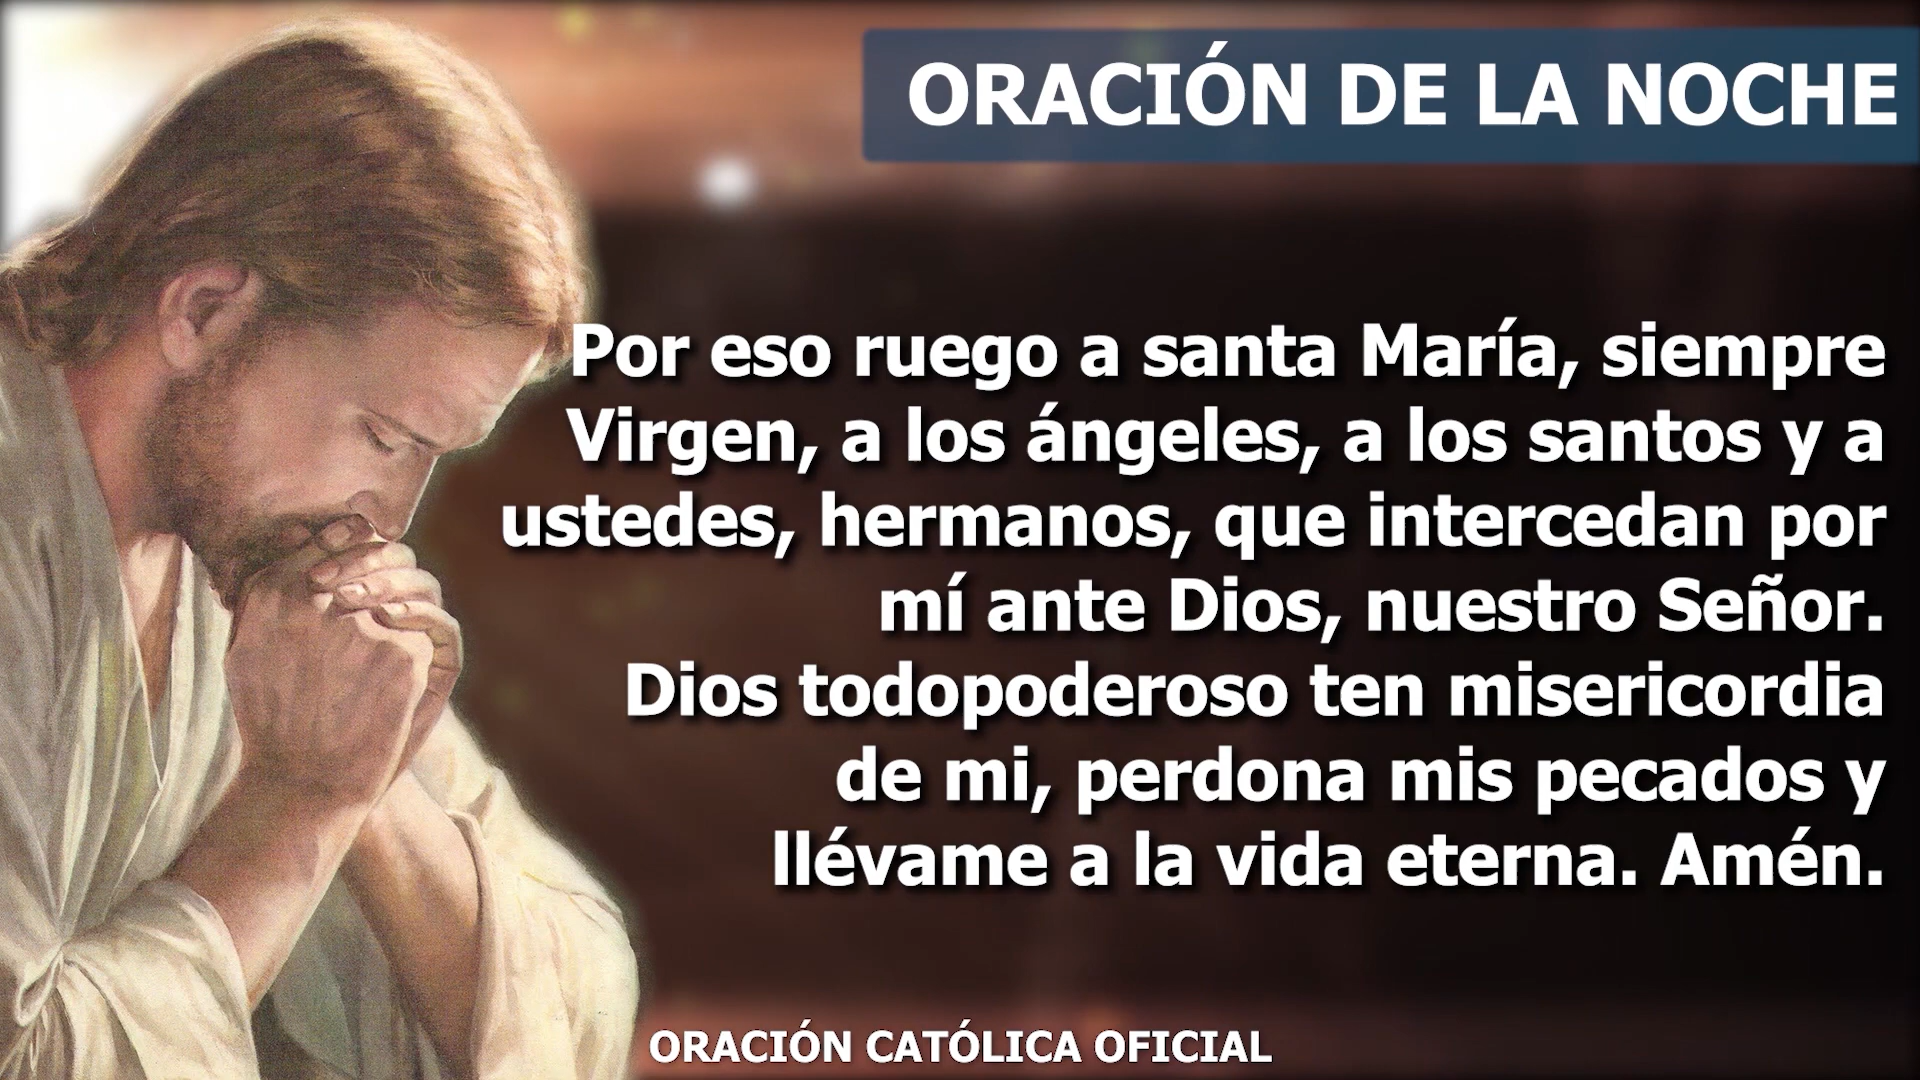 ORACIÓN DE LA NOCHE
Por eso ruego a santa María, siempre
Virgen, a los ángeles, a los santos y a
ustedes, hermanos, que intercedan por
mí ante Dios, nuestro Señor.
Dios todopoderoso ten misericordia
de mi, perdona mis pecados y
llévame a la vida eterna. Amén.
ORACIÓN CATÓLICA OFICIAL